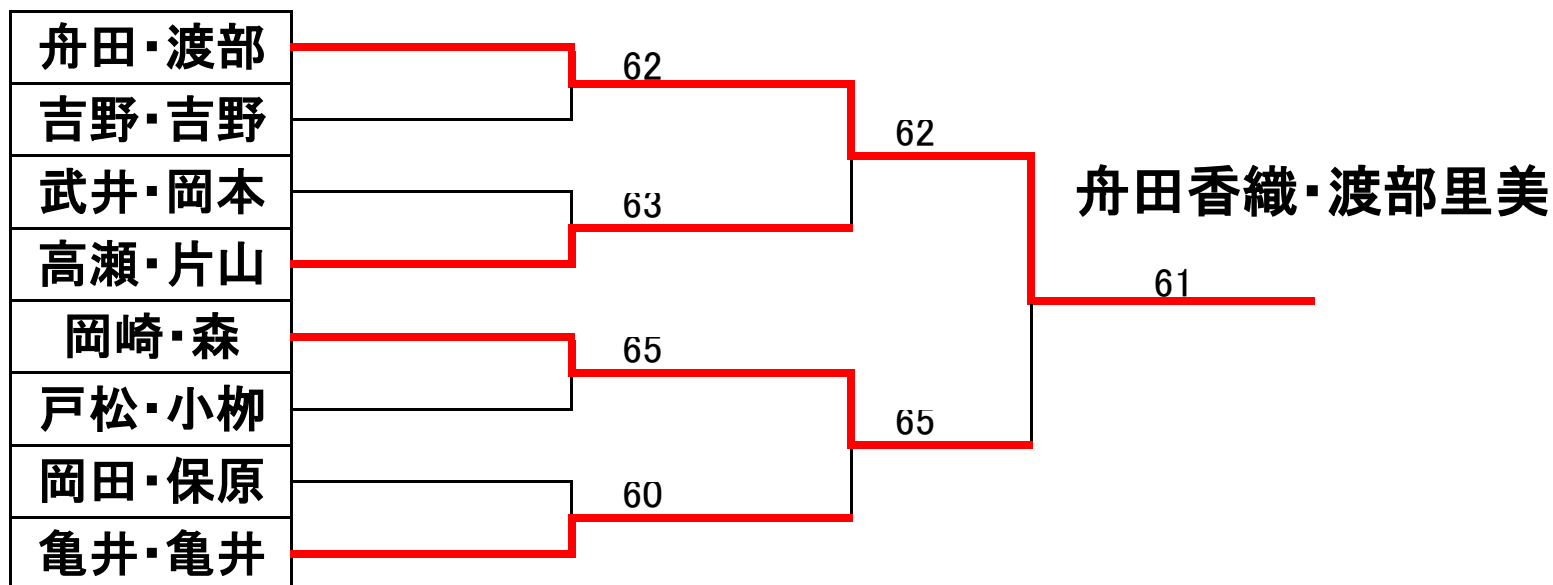 舟田・渡部
吉野・吉野
武井・岡本
高瀬・片山
岡崎・森
戸松・小栁
岡田・保原
亀井・亀井
62
63
65
60
62
65
舟田香織・渡部里美
61